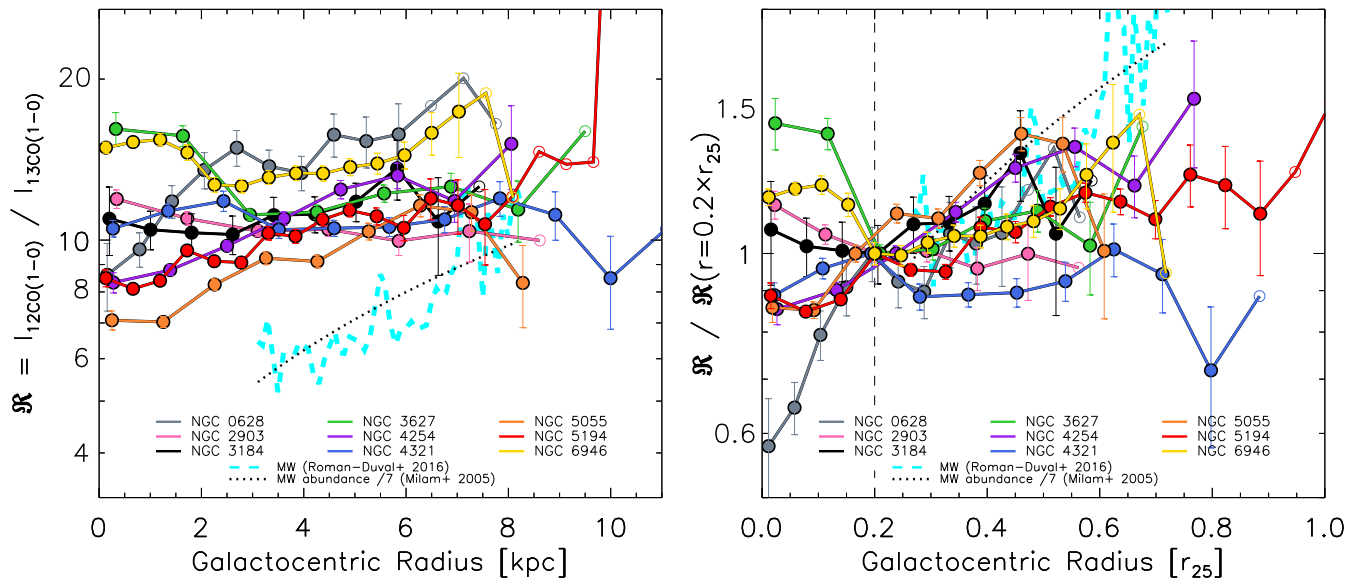 ℜ = I12CO(1−0) / I13CO(1−0)
20
10
8
6
4
NGC 0628 NGC 3627 NGC 5055
NGC 2903 NGC 4254 NGC 5194
NGC 3184 NGC 4321 NGC 6946
MW (Roman−Duval+ 2016)
MW abundance /7 (Milam+ 2005)
0 2 4 6 8 10
Galactocentric Radius [kpc]
ℜ / ℜ(r=0.2×r25)
1.5
1
0.6
NGC 0628 NGC 3627 NGC 5055
NGC 2903 NGC 4254 NGC 5194
NGC 3184 NGC 4321 NGC 6946
MW (Roman−Duval+ 2016)
MW abundance /7 (Milam+ 2005)
0.0 0.2 0.4 0.6 0.8 1.0
Galactocentric Radius [r25]